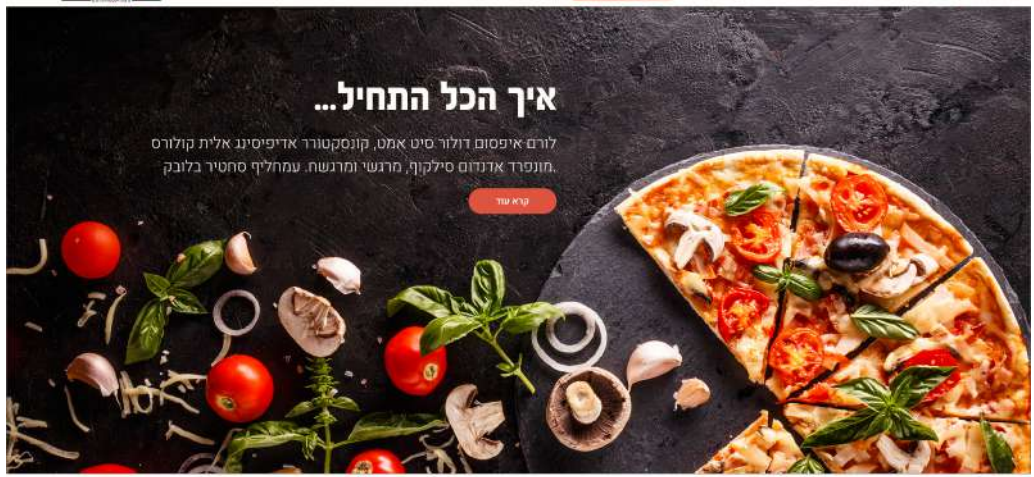 איך הכל התחיל...
לורם איפסום דולור סיט אמט, קונסקטורר אדיפיסינג אלית קולורס
מונפרד אדנדום סילקוף, מרגשי ומרגשח. עמחליף סחטיר בלובק.
קרא עוד